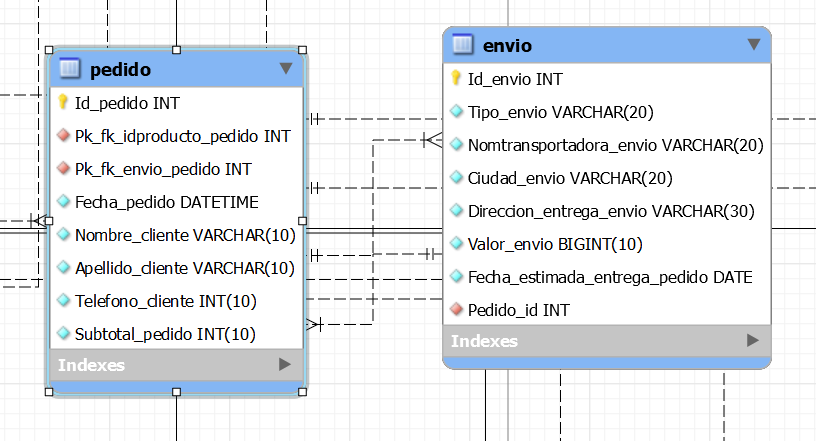 pedido
Id_pedido INT
Pk_fk_idproducto_pedido INT
Pk_fk_envio_pedido INT
Fecha_pedido DATETIME
Nombre_cliente VARCHAR(10)
Apellido_cliente VARCHAR(10)
Telefono_cliente INT(10)
Subtotal_pedido INT(10)
Indexes
envio
Id_envio INT
Tipo_envio VARCHAR(20)
Nomtransportadora_envio VARCHAR(20)
Ciudad_envio VARCHAR(20)
Direccion_entrega_envio VARCHAR(30)
Valor_envio BIGINT(10)
Fecha_estimada_entrega_pedido DATE
Pedido_id INT
Indexes